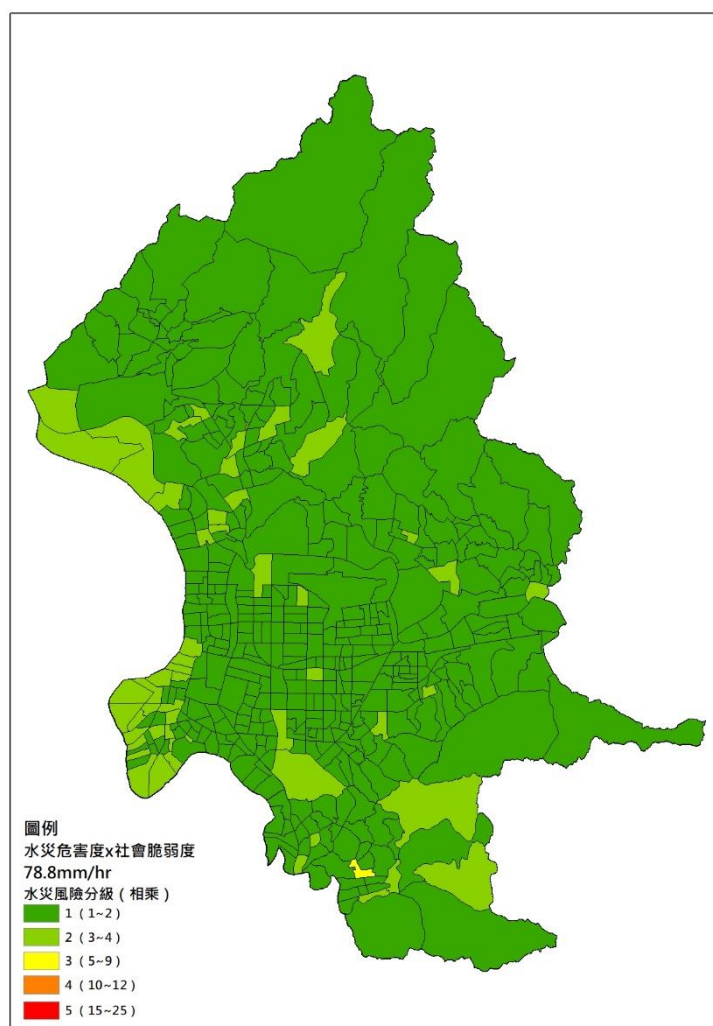 圖例
水災危害度x社會脆弱度
78.8mm/hr
水災風險分級（相乘）
1（1~2）
2（3~4）
3（5~9）
4（10~12）
5（15~25）